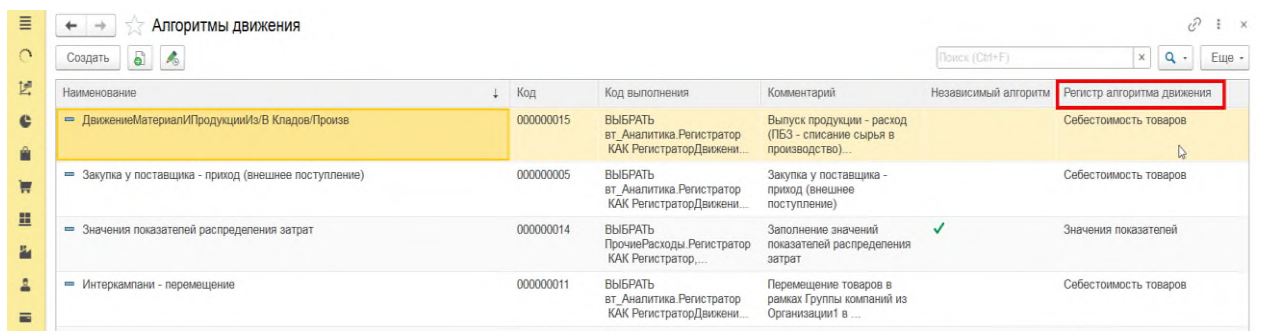 Алгоритмы движения
Создать
Поиск (Ctrl+F)
Еще
Наименование
Код
Код выполнения
Комментарий
Независимый алгоритм
Регистр алгоритма движения
ДвижениеМатериалИПродукцииИз/В Кладов/Произв
000000015
ВЫБРАТЬ
вт_Аналитика.Регистратор
КАК РегистраторДвижени...
Выпуск продукции - расход
(ПБЗ - списание сырья в
производство)...
Себестоимость товаров
Закупка у поставщика - приход (внешнее поступление)
000000005
ВЫБРАТЬ
вт_Аналитика.Регистратор
КАК РегистраторДвижени...
Закупка у поставщика -
приход (внешнее
поступление)
Себестоимость товаров
Значения показателей распределения затрат
000000014
ВЫБРАТЬ
ПрочиеРасходы.Регистратор
КАК Регистратор,...
Заполнение значений
показателей распределения
затрат
Значения показателей
Интеркампани - перемещение
000000011
ВЫБРАТЬ
вт_Аналитика.Регистратор
КАК РегистраторДвижени...
Перемещение товаров в
рамках Группы компаний из
Организации1 в ...
Себестоимость товаров